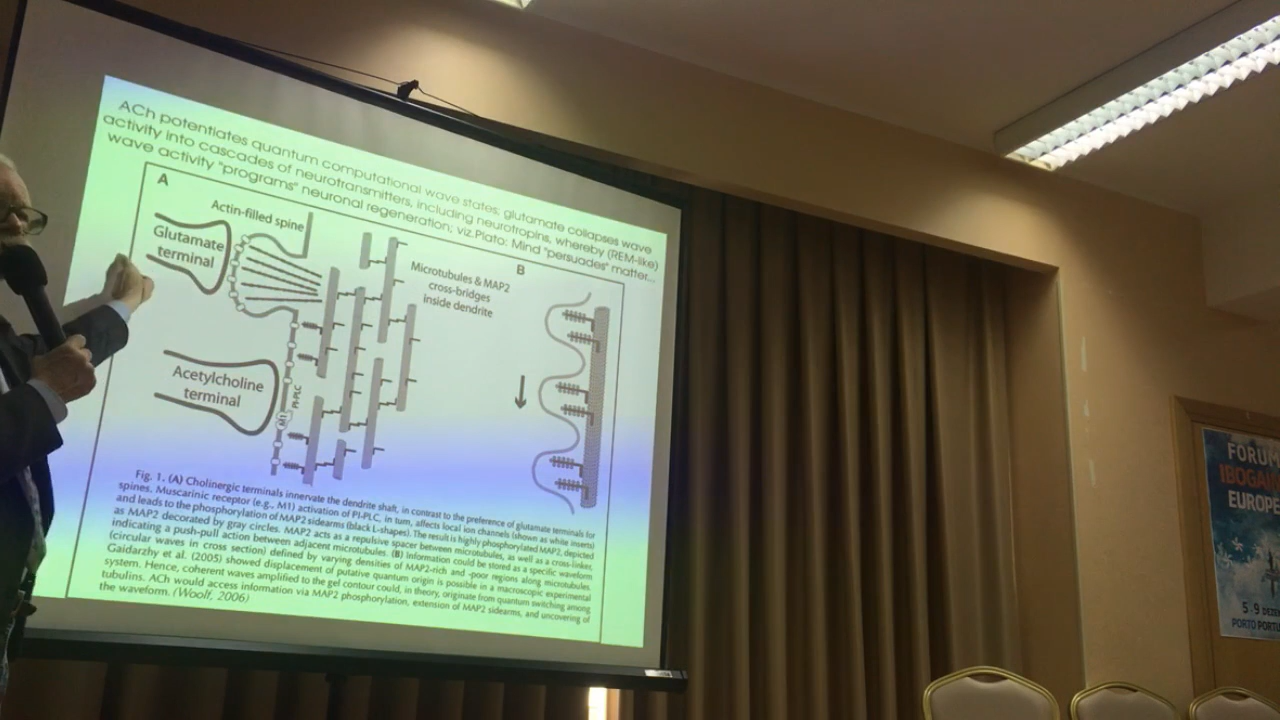 ACh potentiates quantum computational wave states; glutamate collapses wave
activity into cascades of neurotransmitters, including neurotropins, whereby (REM-like)
wave activity "programs" neuronal regeneration; viz.Plato: Mind "persuades" matter...
A
Actin-filled spine
Glutamate
terminal
Microtubules & MAP2
cross-bridges
inside dendrite
B
Acetylcholine
terminal
M1
PI-PLC
Fig. 1. (A) Cholinergic terminals innervate the dendrite shaft, in contrast to the preference of glutamate terminals for
spines. Muscarinic receptor (e.g., M1) activation of PI-PLC, in turn, affects local ion channels (shown as white inserts)
and leads to the phosphorylation of MAP2 sidearms (black L-shapes). The result is highly phosphorylated MAP2, depicted
as MAP2 decorated by gray circles. MAP2 acts as a repulsive spacer between microtubules, as well as a cross-linker,
indicating a push-pull action between adjacent microtubules. (B) Information could be stored as a specific waveform
(circular waves in cross section) defined by varying densities of MAP2-rich and -poor regions along microtubules.
Gaidarzhy et al. (2005) showed displacement of putative quantum origin is possible in a macroscopic experimental
system. Hence, coherent waves amplified to the gel contour could, in theory, originate from quantum switching among
tubulins. ACh would access information via MAP2 phosphorylation, extension of MAP2 sidearms, and uncovering of
the waveform. (Woolf, 2006)
FORUM
IBOGAI
EUROPE
5 9 DEZE
PORTO PORTU